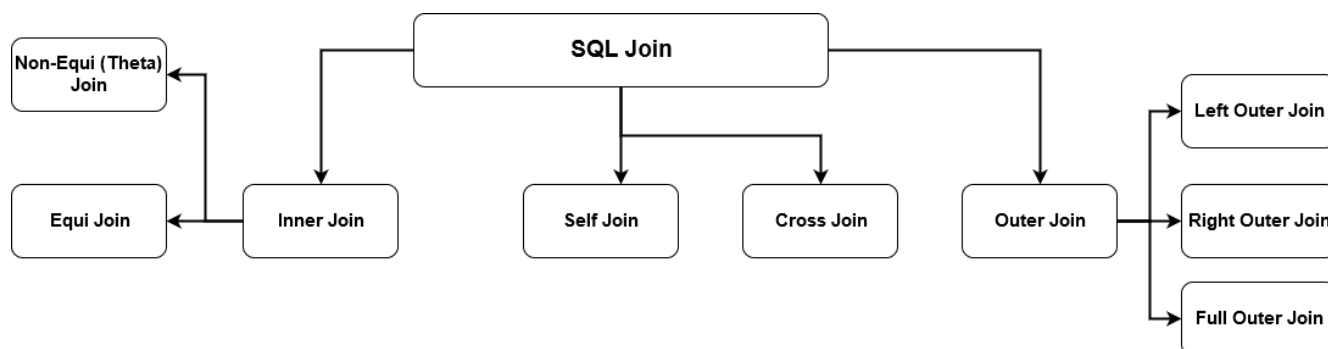 SQL Join
Non-Equi (Theta)
Join
Left Outer Join
Equi Join
Inner Join
Self Join
Cross Join
Outer Join
Right Outer Join
Full Outer Join